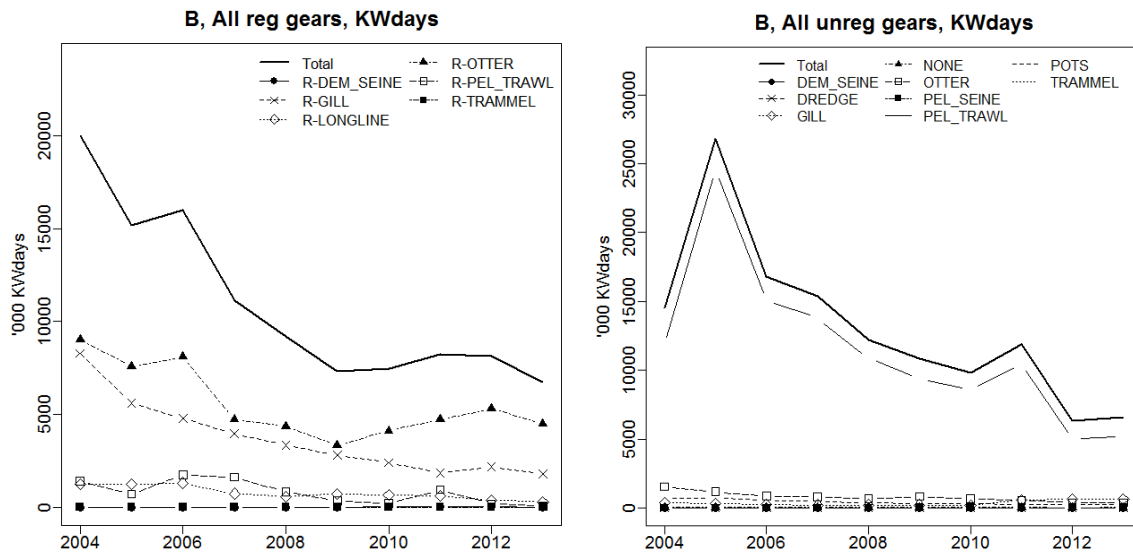 B, All reg gears, KWdays
Total
R-DEM_SEINE
R-GILL
R-LONGLINE
R-OTTER
R-PEL_TRAWL
R-TRAMMEL
'000 KWdays
20000
15000
10000
5000
0
2004
2006
2008
2010
2012
B, All unreg gears, KWdays
Total
DEM_SEINE
DREDGE
GILL
NONE
OTTER
PEL_SEINE
PEL_TRAWL
POTS
TRAMMEL
'000 KWdays
30000
25000
20000
15000
10000
5000
0
2004
2006
2008
2010
2012